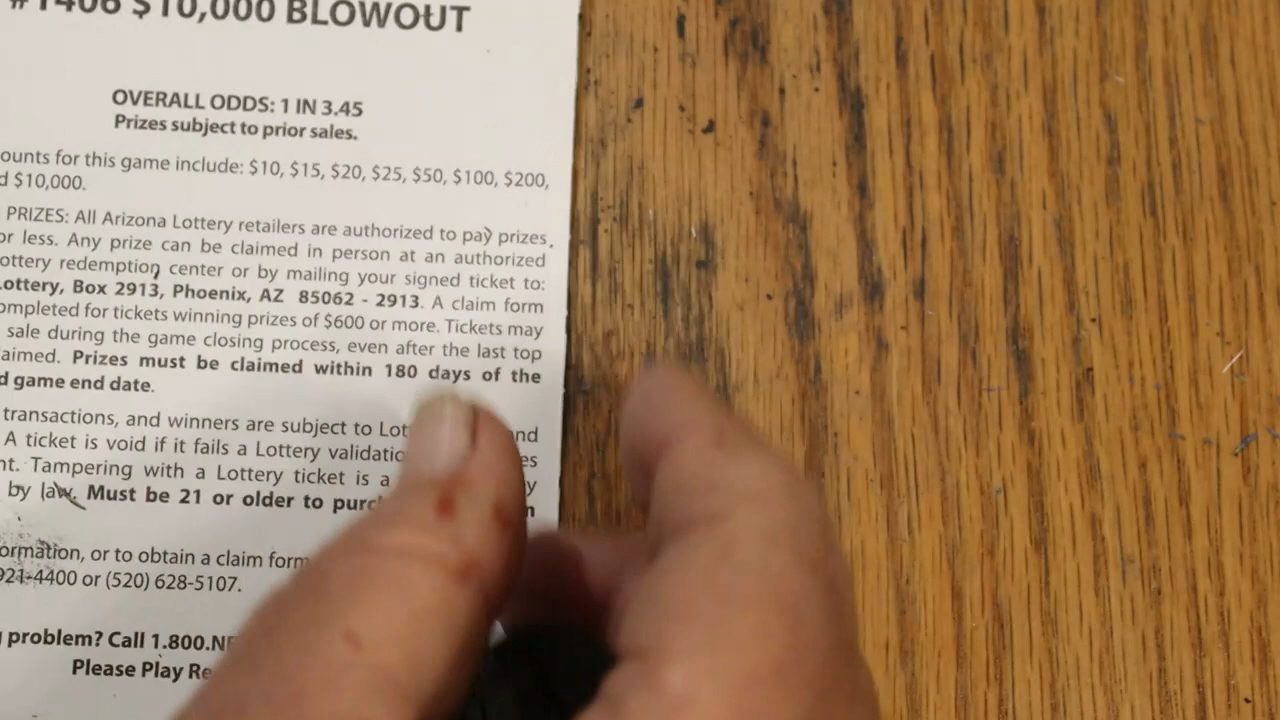 #1406 $10,000 BLOWOUT
OVERALL ODDS: 1 IN 3.45
Prizes subject to prior sales.
ounts for this game include: $10, $15, $20, $25, $50, $100, $200,
d $10,000.
PRIZES: All Arizona Lottery retailers are authorized to pay prizes
or less. Any prize can be claimed in person at an authorized
ottery redemption center or by mailing your signed ticket to:
Lottery, Box 2913, Phoenix, AZ 85062 - 2913. A claim form
ompleted for tickets winning prizes of $600 or more. Tickets may
sale during the game closing process, even after the last top
laimed. Prizes must be claimed within 180 days of the
d game end date.
transactions, and winners are subject to Lot nd
A ticket is void if it fails a Lottery validatio es
nt. Tampering with a Lottery ticket is a y
by law. Must be 21 or older to purc n
ormation, or to obtain a claim form
921-4400 or (520) 628-5107.
problem? Call 1.800.NE
Please Play Re